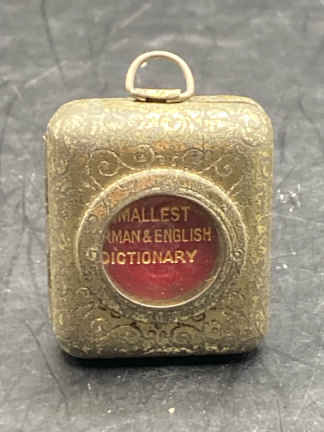 MALLEST
RMAN & ENGLISH
DICTIONARY